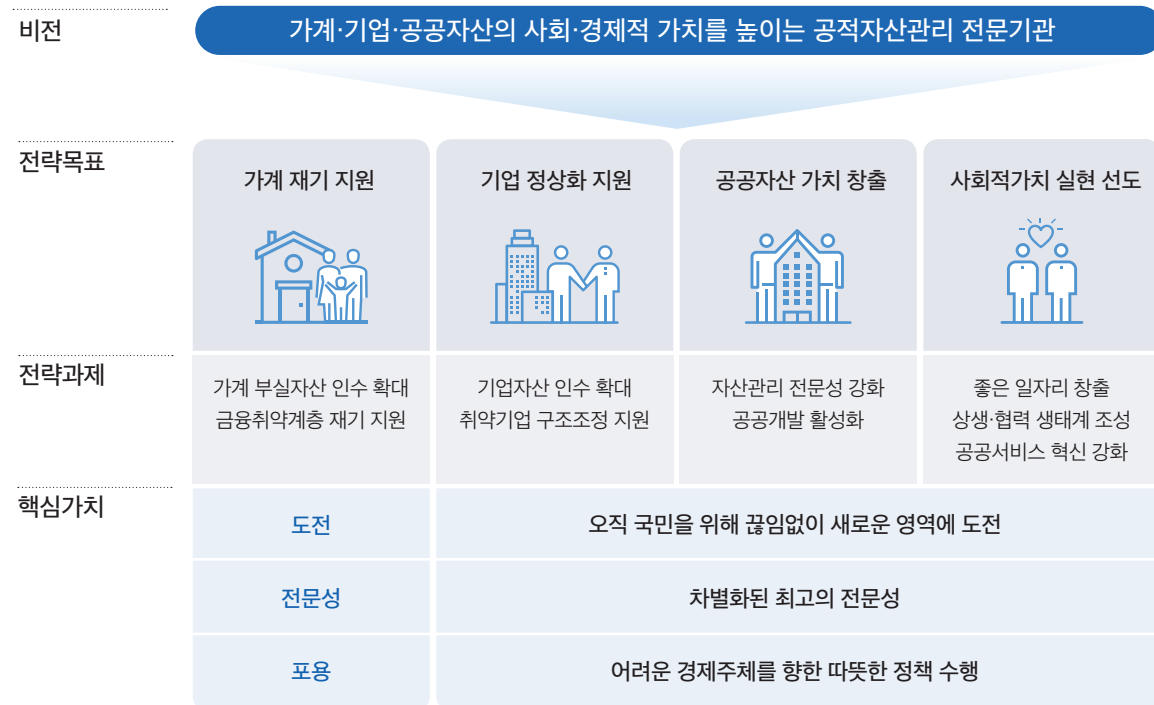 비전
가계·기업·공공자산의 사회·경제적 가치를 높이는 공적자산관리 전문기관
전략목표
가계 재기 지원
기업 정상화 지원
공공자산 가치 창출
사회적가치 실현 선도
전략과제
가계 부실자산 인수 확대
금융취약계층 재기 지원
기업자산 인수 확대
취약기업 구조조정 지원
자산관리 전문성 강화
공공개발 활성화
좋은 일자리 창출
상생·협력 생태계 조성
공공서비스 혁신 강화
핵심가치
도전
오직 국민을 위해 끊임없이 새로운 영역에 도전
전문성
차별화된 최고의 전문성
포용
어려운 경제주체를 향한 따뜻한 정책 수행